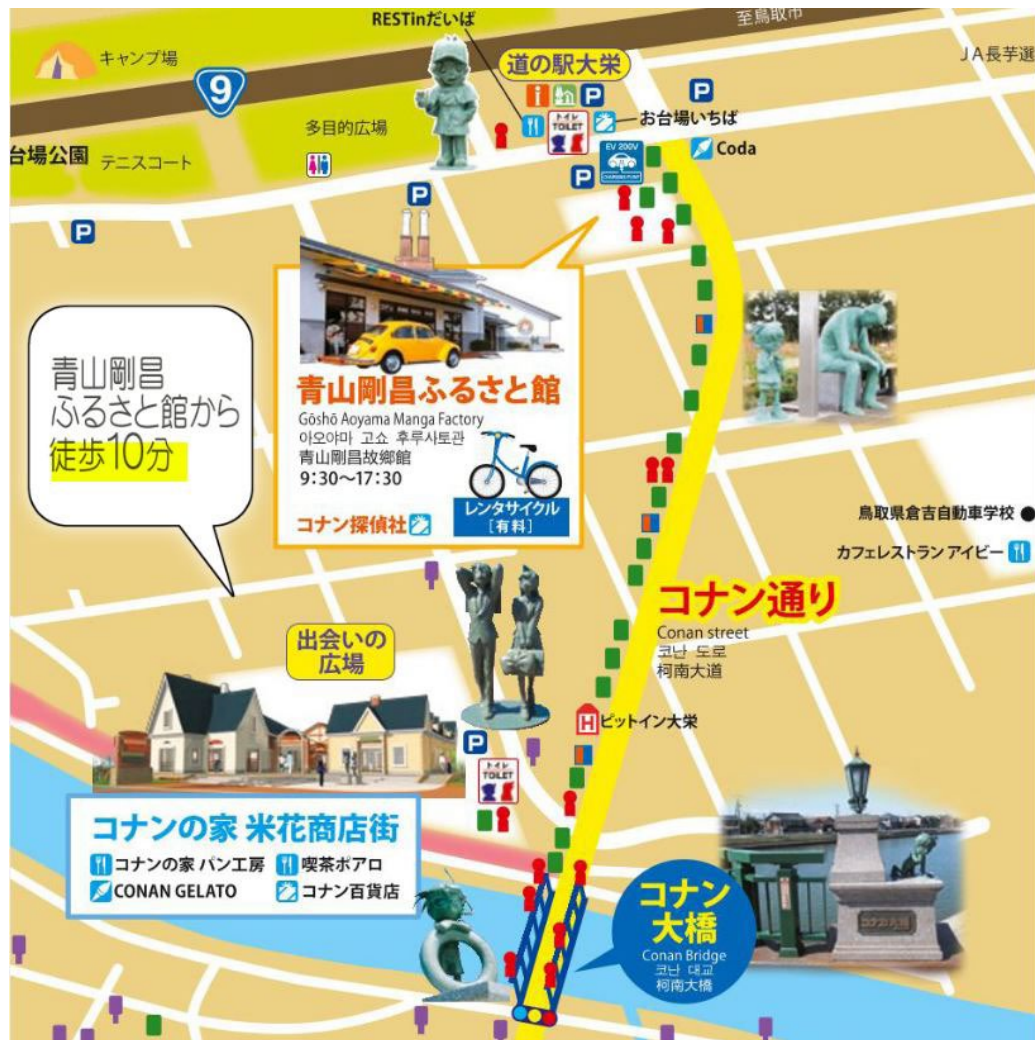 RESTinだいば
至鳥取市
キャンプ場
道の駅大栄
JA長芋選
9
P
P
トイレ
TOILET
お台場いちば
多目的広場
台場公園
テニスコート
EV 200V
Coda
P
P
P
青山剛昌
ふるさと館から
徒歩10分
青山剛昌ふるさと館
Gōshō Aoyama Manga Factory
아오야마 고쇼 후루사토관
青山剛昌故郷館
9:30〜17:30
コナン探偵社
レンタサイクル
[有料]
鳥取県倉吉自動車学校
カフェレストラン アイビー
コナン通り
Conan street
코난 도로
柯南大道
出会いの
広場
H
ピットイン大栄
P
トイレ
TOILET
コナンの家 米花商店街
コナンの家 パン工房
喫茶ポアロ
CONAN GELATO
コナン百貨店
コナン
大橋
Conan Bridge
코난 대교
柯南大橋
コナン大橋